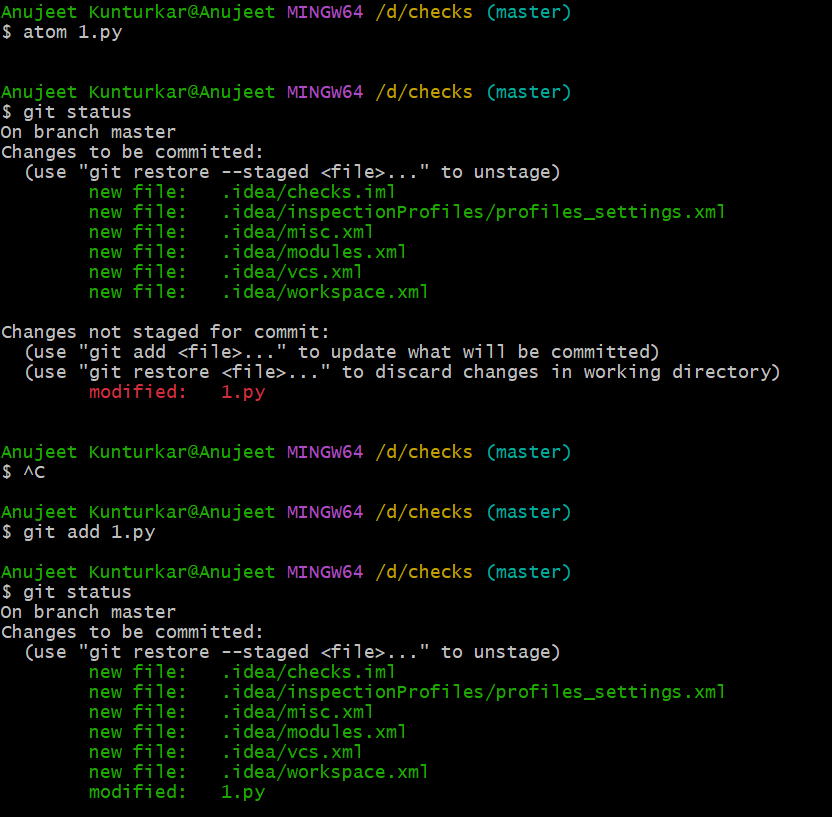 Anujeet Kunturkar@Anujeet MINGW64 /d/checks (master)
$ atom 1.py
Anujeet Kunturkar@Anujeet MINGW64 /d/checks (master)
$ git status
On branch master
Changes to be committed:
  (use "git restore --staged <file>..." to unstage)
        new file:   .idea/checks.iml
        new file:   .idea/inspectionProfiles/profiles_settings.xml
        new file:   .idea/misc.xml
        new file:   .idea/modules.xml
        new file:   .idea/vcs.xml
        new file:   .idea/workspace.xml
Changes not staged for commit:
  (use "git add <file>..." to update what will be committed)
  (use "git restore <file>..." to discard changes in working directory)
        modified:   1.py
Anujeet Kunturkar@Anujeet MINGW64 /d/checks (master)
$ ^C
Anujeet Kunturkar@Anujeet MINGW64 /d/checks (master)
$ git add 1.py
Anujeet Kunturkar@Anujeet MINGW64 /d/checks (master)
$ git status
On branch master
Changes to be committed:
  (use "git restore --staged <file>..." to unstage)
        new file:   .idea/checks.iml
        new file:   .idea/inspectionProfiles/profiles_settings.xml
        new file:   .idea/misc.xml
        new file:   .idea/modules.xml
        new file:   .idea/vcs.xml
        new file:   .idea/workspace.xml
        modified:   1.py